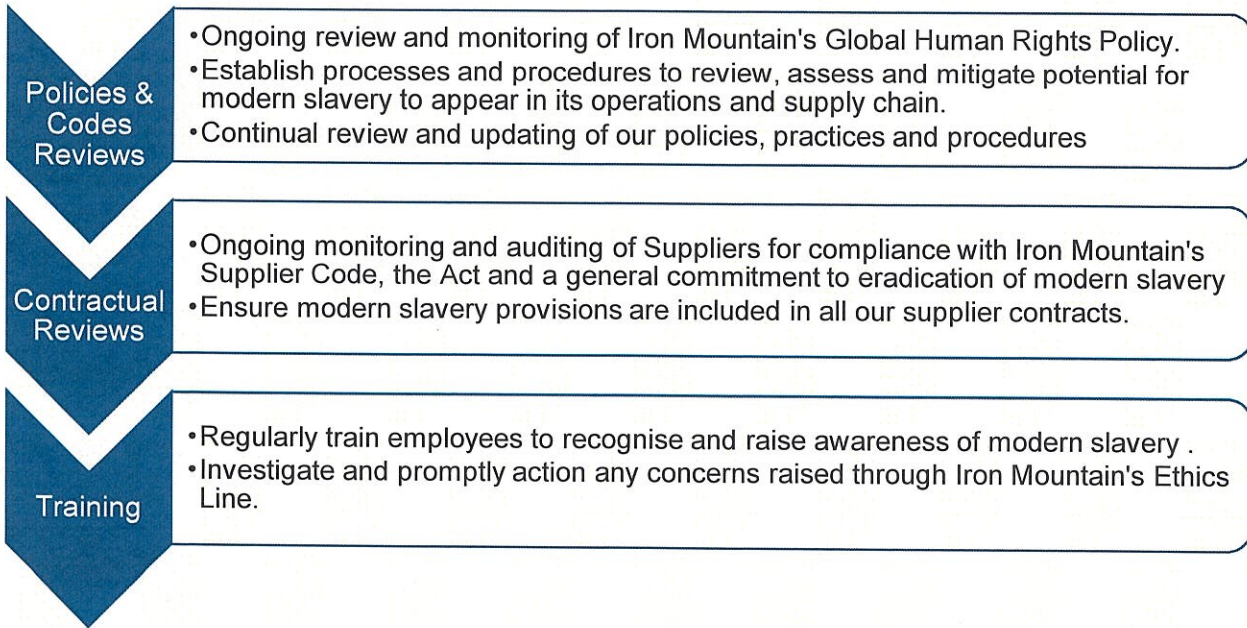 Policies &
Codes
Reviews
•Ongoing review and monitoring of Iron Mountain's Global Human Rights Policy.
•Establish processes and procedures to review, assess and mitigate potential for
modern slavery to appear in its operations and supply chain.
•Continual review and updating of our policies, practices and procedures
Contractual
Reviews
•Ongoing monitoring and auditing of Suppliers for compliance with Iron Mountain's
Supplier Code, the Act and a general commitment to eradication of modern slavery
•Ensure modern slavery provisions are included in all our supplier contracts.
Training
•Regularly train employees to recognise and raise awareness of modern slavery .
•Investigate and promptly action any concerns raised through Iron Mountain's Ethics
Line.